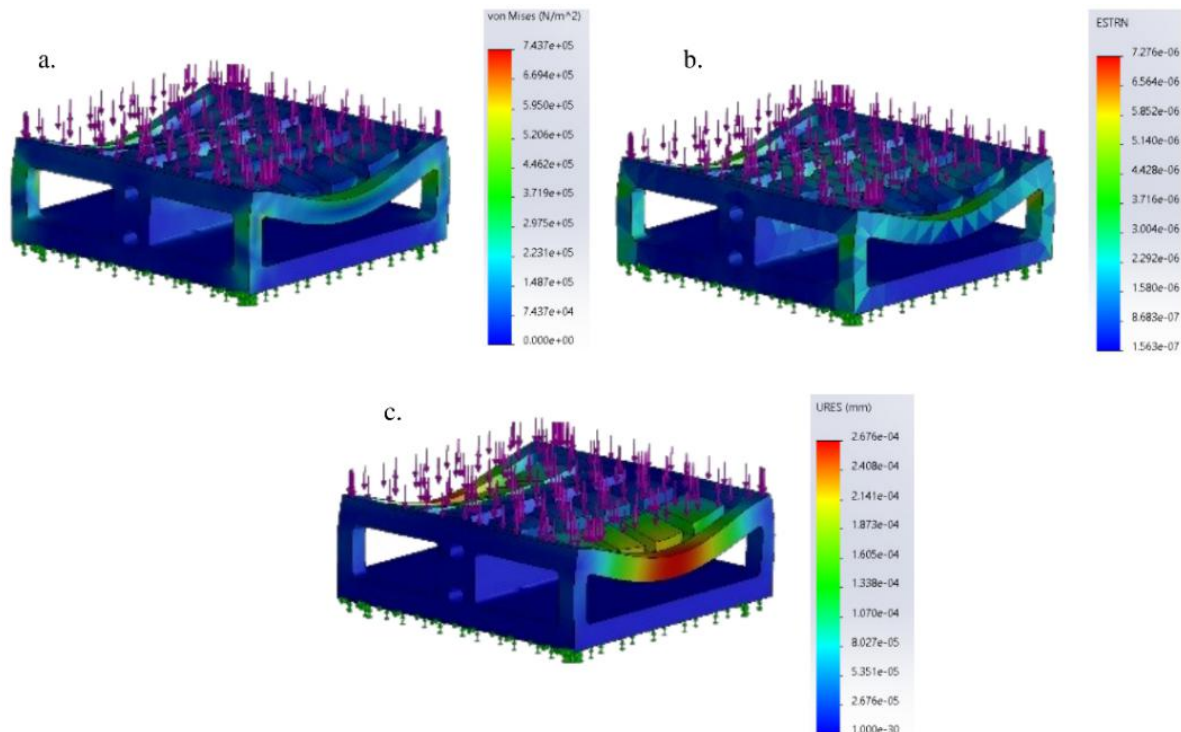 a.
von Mises (N/m^2)
7.437e+05
6.694e+05
5.950e+05
5.206e+05
4.462e+05
3.719e+05
2.975e+05
2.231e+05
1.487e+05
7.437e+04
0.000e+00
b.
ESTRN
7.276e-06
6.564e-06
5.852e-06
5.140e-06
4.428e-06
3.716e-06
3.004e-06
2.292e-06
1.580e-06
8.683e-07
1.563e-07
c.
URES (mm)
2.676e-04
2.408e-04
2.141e-04
1.873e-04
1.605e-04
1.338e-04
1.070e-04
8.027e-05
5.351e-05
2.676e-05
1.000e-30